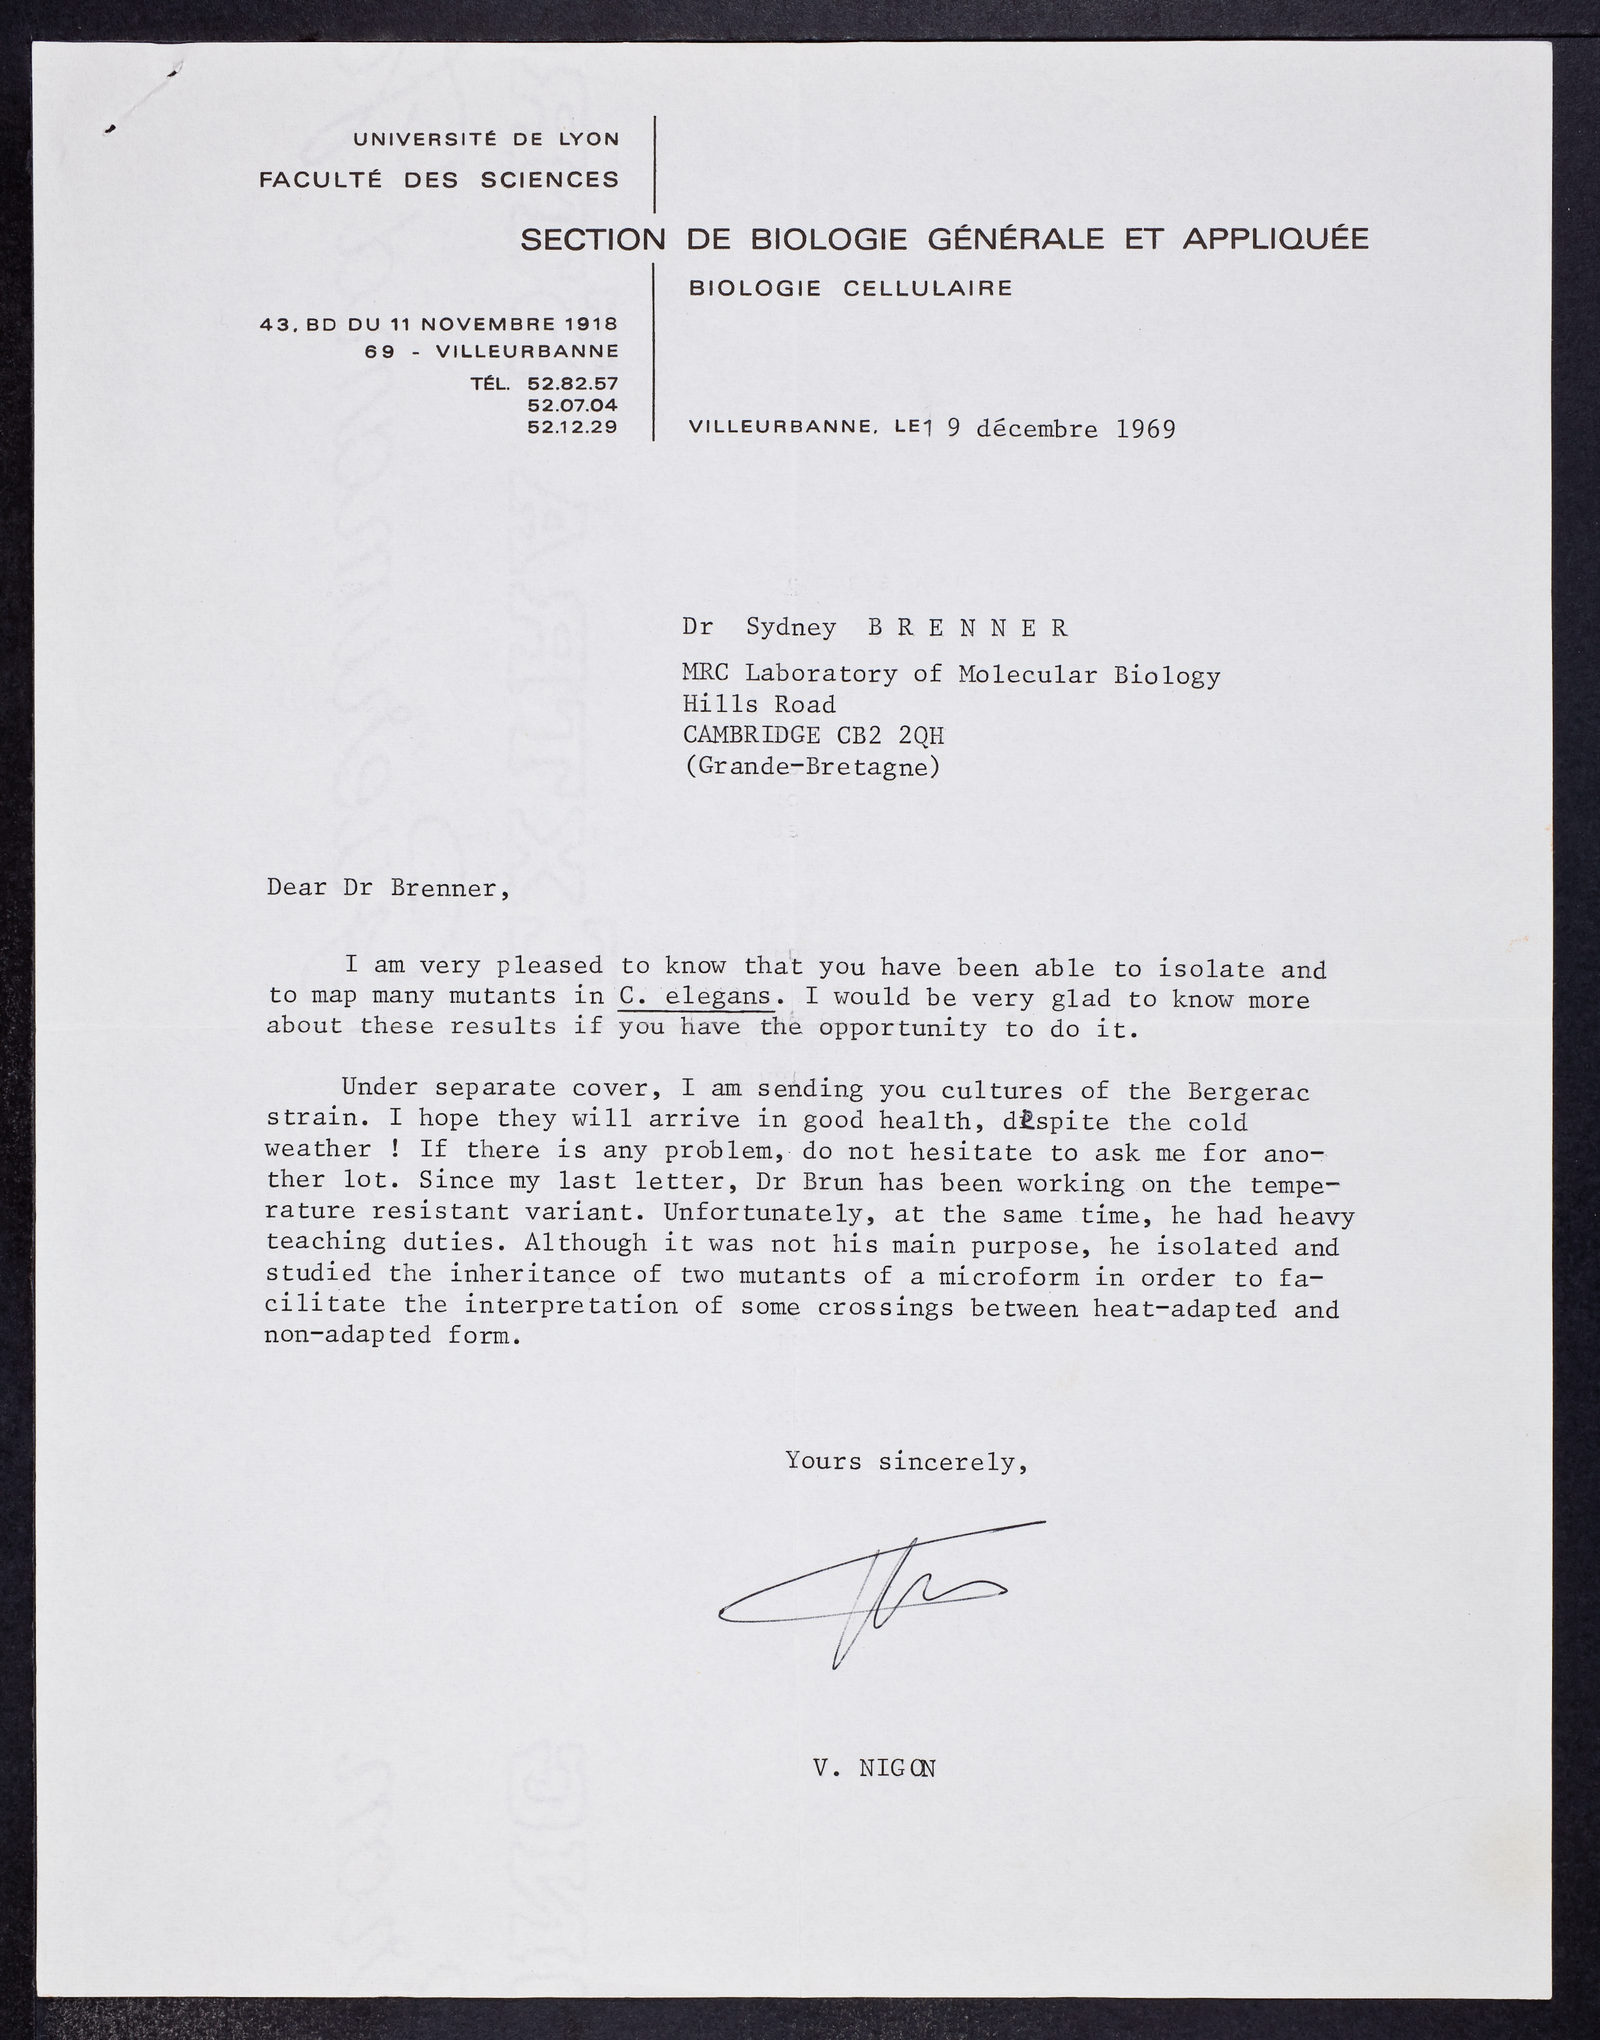 UNIVERSITÉ DE LYON
FACULTÉ DES SCIENCES
SECTION DE BIOLOGIE GÉNÉRALE ET APPLIQUÉE
BIOLOGIE CELLULAIRE
43, BD DU 11 NOVEMBRE 1918
69 - VILLEURBANNE
TÉL. 52.82.57
52.07.04
52.12.29
VILLEURBANNE, LE 1 9 décembre 1969
Dr Sydney B R E N N E R
MRC Laboratory of Molecular Biology
Hills Road
CAMBRIDGE CB2 2QH
(Grande-Bretagne)
Dear Dr Brenner,
I am very pleased to know that you have been able to isolate and
to map many mutants in C. elegans. I would be very glad to know more
about these results if you have the opportunity to do it.
Under separate cover, I am sending you cultures of the Bergerac
strain. I hope they will arrive in good health, despite the cold
weather ! If there is any problem, do not hesitate to ask me for ano-
ther lot. Since my last letter, Dr Brun has been working on the tempe-
rature resistant variant. Unfortunately, at the same time, he had heavy
teaching duties. Although it was not his main purpose, he isolated and
studied the inheritance of two mutants of a microform in order to fa-
cilitate the interpretation of some crossings between heat-adapted and
non-adapted form.
Yours sincerely,
V. NIGON